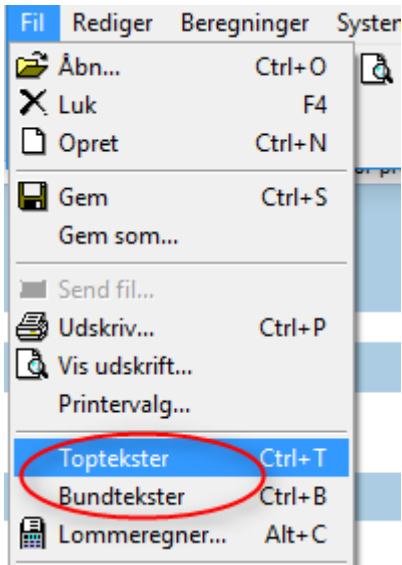 Fil Rediger Beregninger System
Åbn... Ctrl+O
Luk F4
Opret Ctrl+N
Gem Ctrl+S
Gem som...
Send fil...
Udskriv... Ctrl+P
Vis udskrift...
Printervalg...
Toptekster Ctrl+T
Bundtekster Ctrl+B
Lommeregner... Alt+C